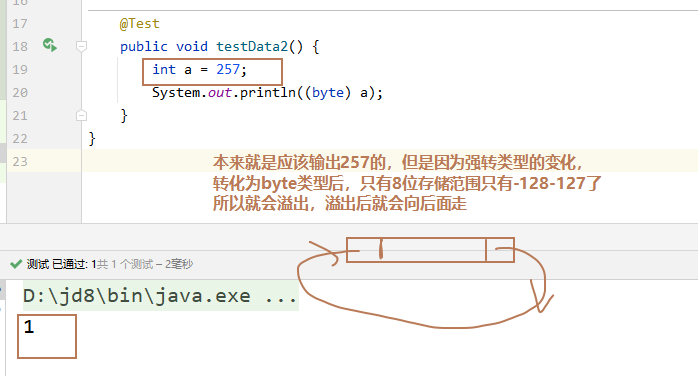 17 @Test
18 public void testData2() {
19 int a = 257;
20 System.out.println((byte) a);
21 }
22 }
23 本来就是应该输出257的，但是因为强转类型的变化，
转化为byte类型后，只有8位存储范围只有-128-127了
所以就会溢出，溢出后就会向后面走
测试 已通过: 1共 1 个测试 – 2毫秒
D:\jd8\bin\java.exe ...
1